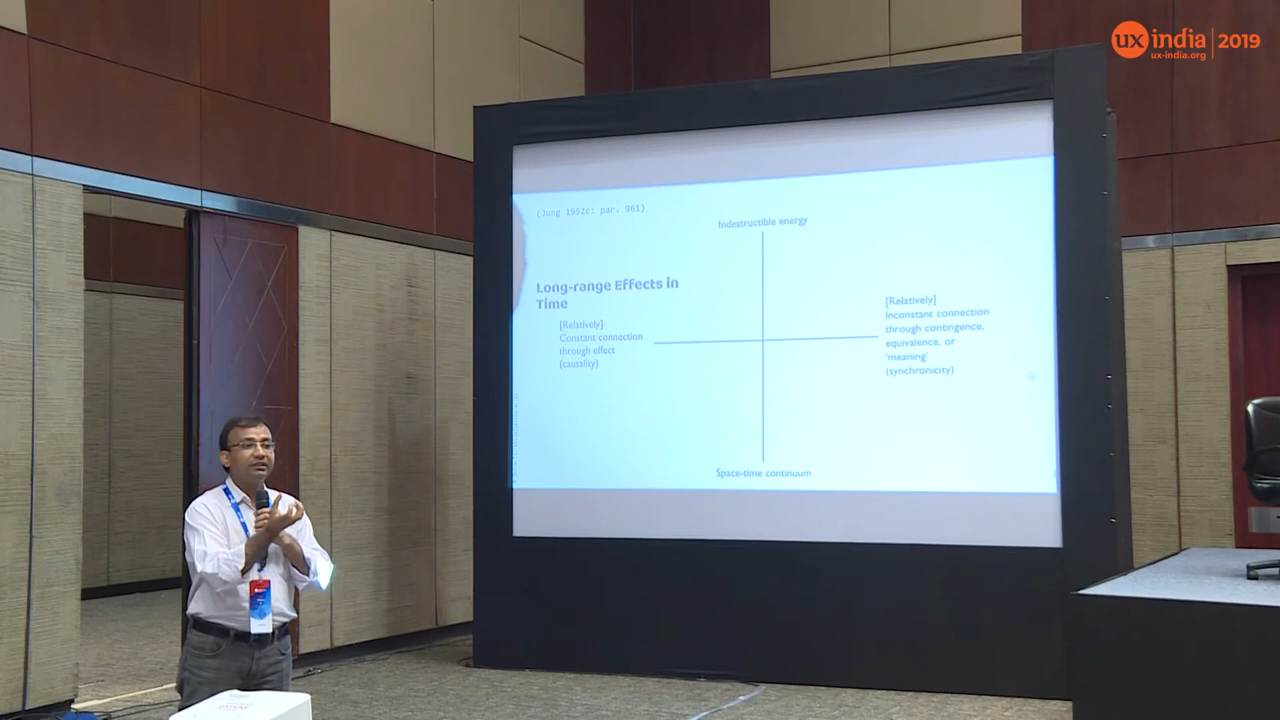 ux india 2019
ux-india.org
(Jung 1952c: par. 961)
Indestructible energy
Long-range Effects in
Time
[Relatively]
Constant connection
through effect
(causality)
[Relatively]
Inconstant connection
through contingence,
equivalence, or
'meaning'
(synchronicity)
Space-time continuum